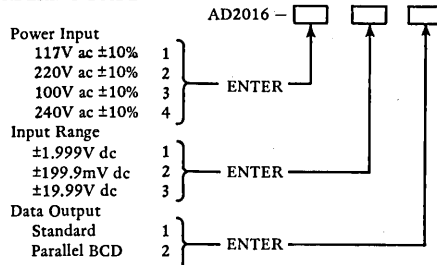 AD2016 –
Power Input
117V ac ±10% 1
220V ac ±10% 2
100V ac ±10% 3
240V ac ±10% 4
ENTER
Input Range
±1.999V dc 1
±199.9mV dc 2
±19.99V dc 3
ENTER
Data Output
Standard 1
Parallel BCD 2
ENTER